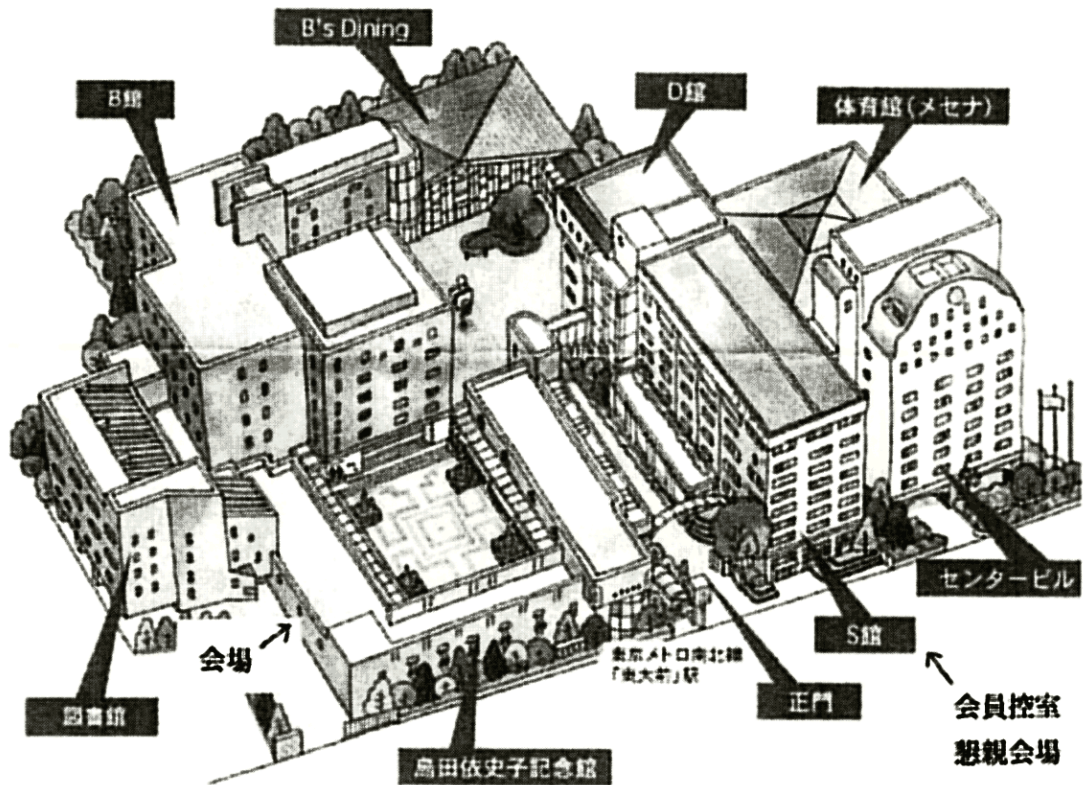 B's Dining
B館
D館
体育館(メセナ)
センタービル
S館
会場
東京メトロ南北線
「東大前」駅
正門
会員控室
懇親会場
図書館
島田依史子記念館